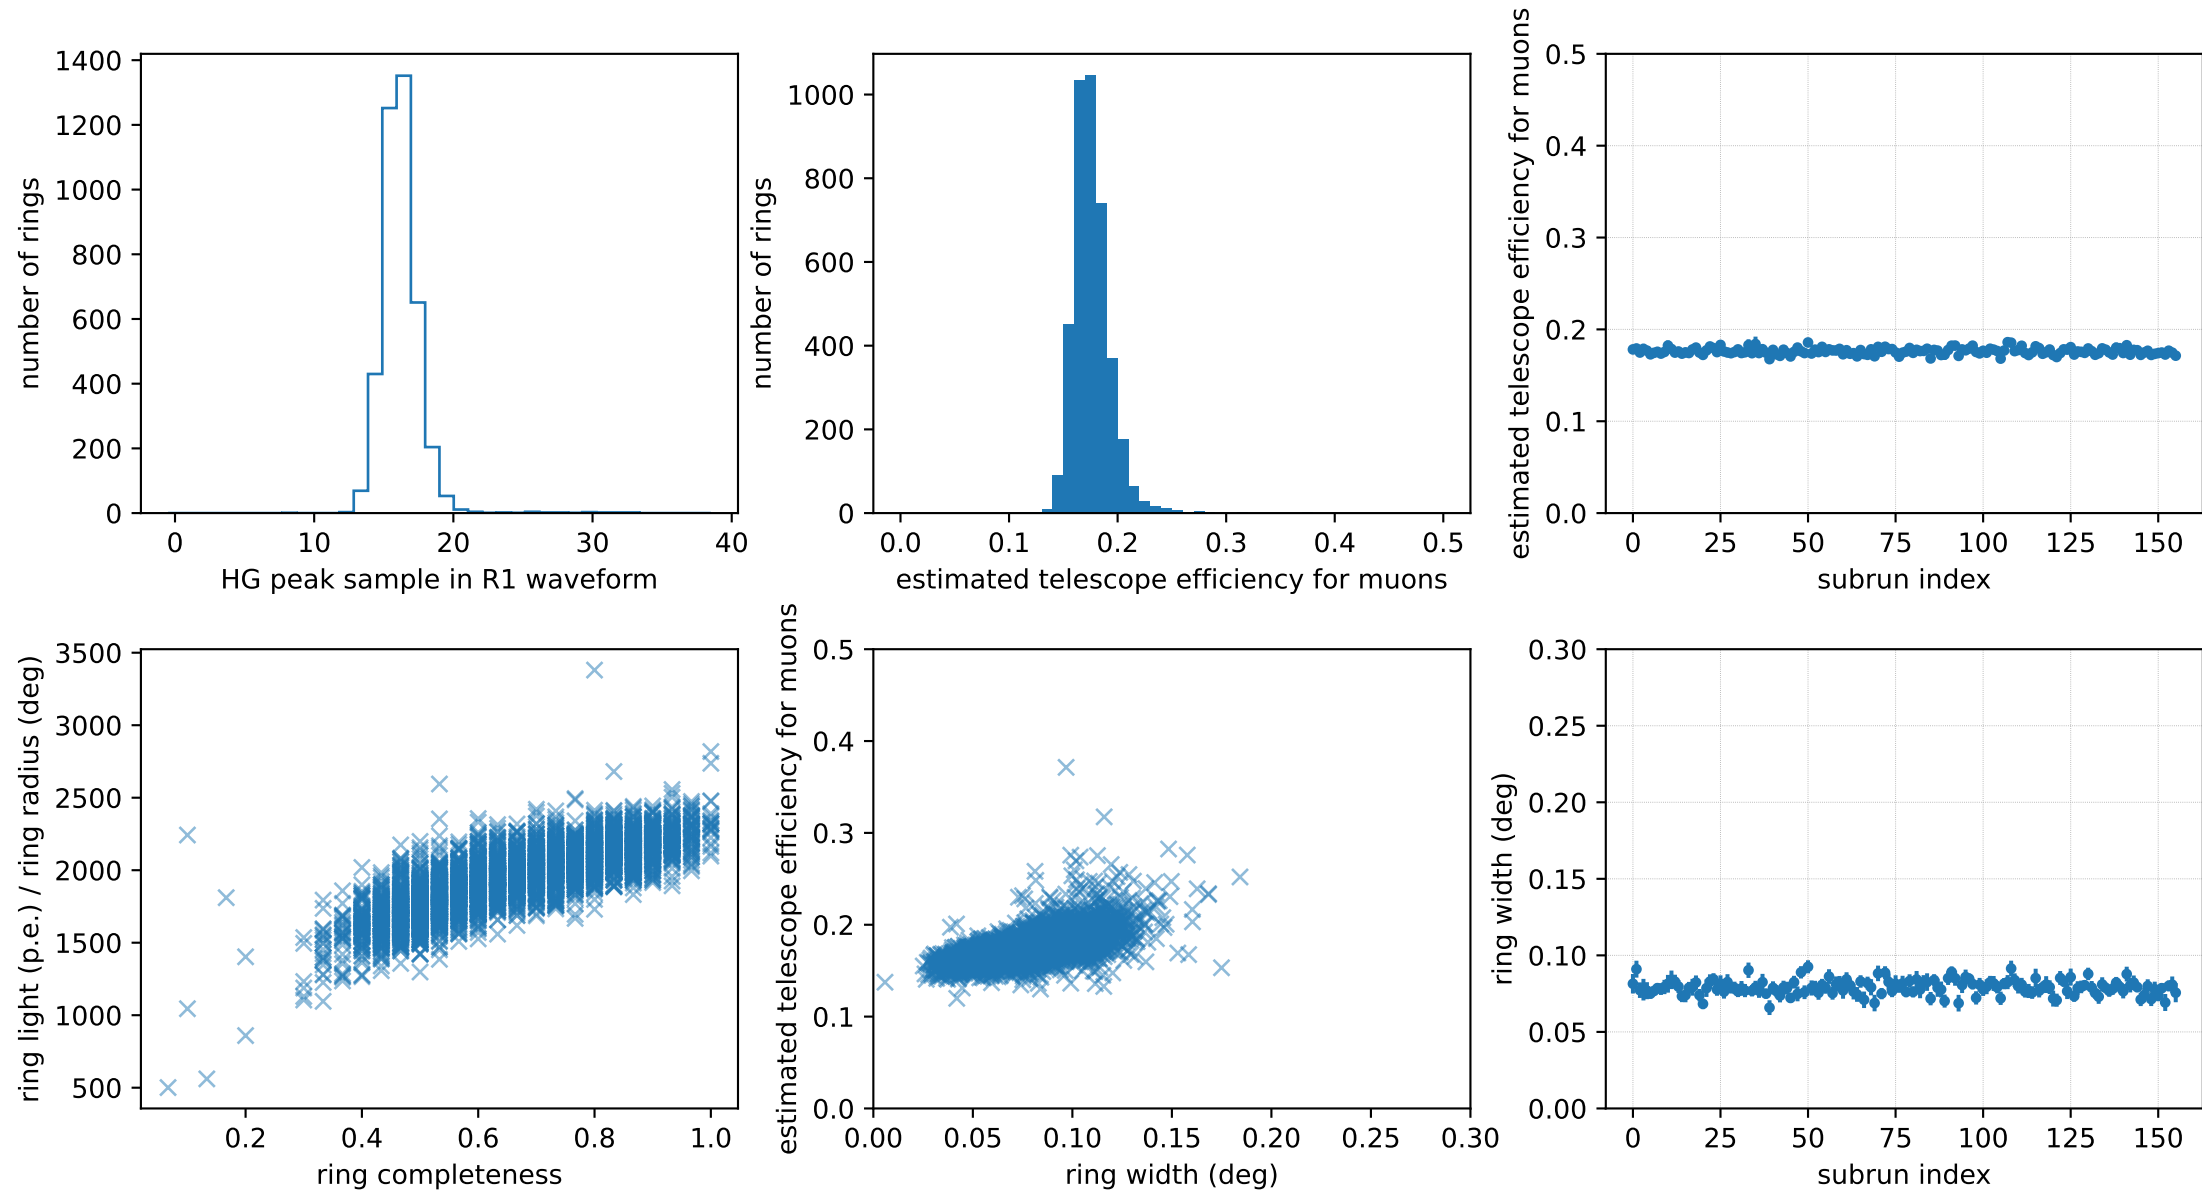 1400
1200
1000
800
600
400
200
0
number of rings
0 10 20 30 40
HG peak sample in R1 waveform
1000
800
600
400
200
0
number of rings
0.0 0.1 0.2 0.3 0.4 0.5
estimated telescope efficiency for muons
0.5
0.4
0.3
0.2
0.1
0.0
estimated telescope efficiency for muons
0 25 50 75 100 125 150
subrun index
3500
3000
2500
2000
1500
1000
500
ring light (p.e.) / ring radius (deg)
0.2 0.4 0.6 0.8 1.0
ring completeness
0.5
0.4
0.3
0.2
0.1
0.0
estimated telescope efficiency for muons
0.00 0.05 0.10 0.15 0.20 0.25 0.30
ring width (deg)
0.30
0.25
0.20
0.15
0.10
0.05
0.00
ring width (deg)
0 25 50 75 100 125 150
subrun index